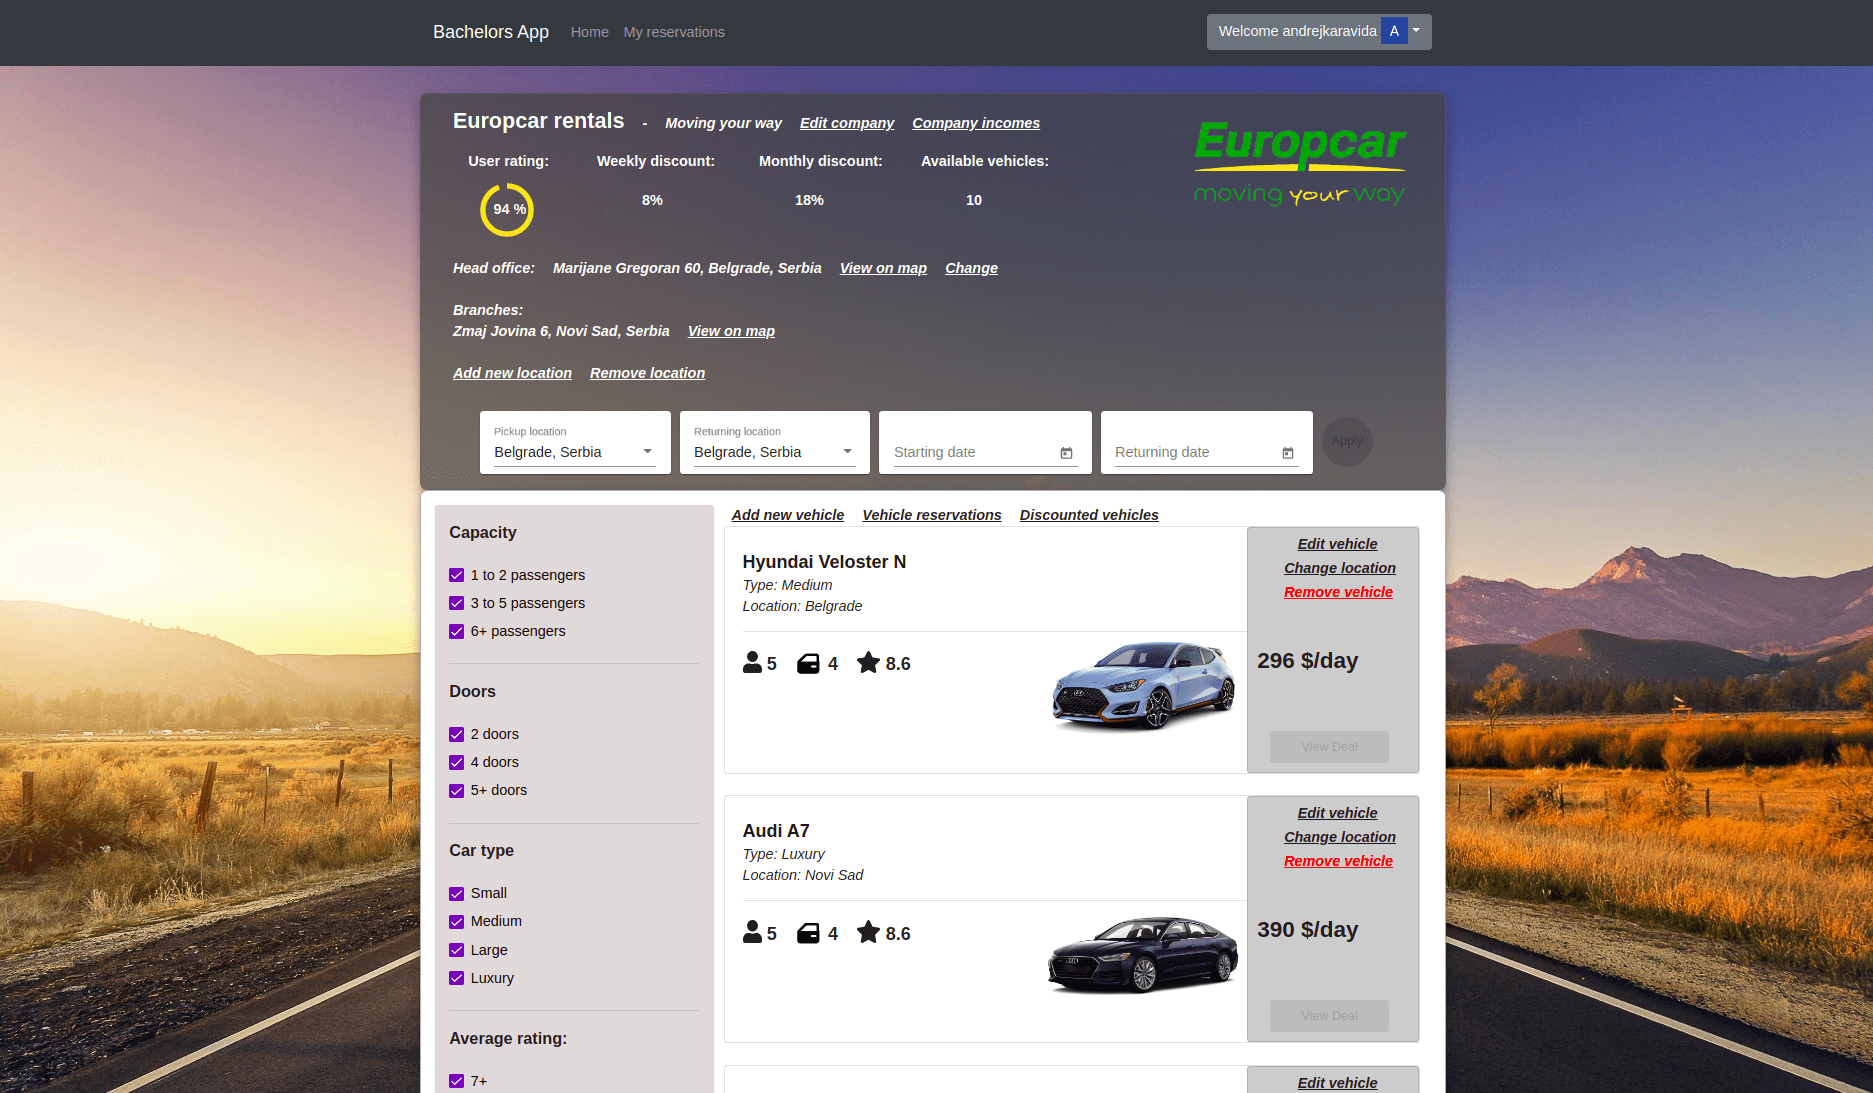 Bachelors App Home My reservations Welcome andrejkaravida A
Europcar rentals - Moving your way Edit company Company incomes
User rating: Weekly discount: Monthly discount: Available vehicles:
94 % 8% 18% 10
Europcar
moving your way
Head office: Marijane Gregoran 60, Belgrade, Serbia View on map Change
Branches:
Zmaj Jovina 6, Novi Sad, Serbia View on map
Add new location Remove location
Pickup location
Belgrade, Serbia
Returning location
Belgrade, Serbia
Starting date
Returning date
Apply
Capacity
1 to 2 passengers
3 to 5 passengers
6+ passengers
Doors
2 doors
4 doors
5+ doors
Car type
Small
Medium
Large
Luxury
Average rating:
7+
Add new vehicle Vehicle reservations Discounted vehicles
Hyundai Veloster N
Type: Medium
Location: Belgrade
5 4 8.6
Edit vehicle
Change location
Remove vehicle
296 $/day
View Deal
Audi A7
Type: Luxury
Location: Novi Sad
5 4 8.6
Edit vehicle
Change location
Remove vehicle
390 $/day
View Deal
Edit vehicle